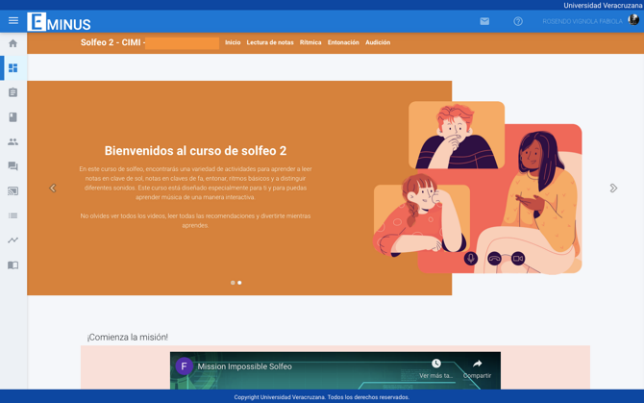 Universidad Veracruzana
EMINUS
ROSENDO VIGNOLA FABIOLA
Solfeo 2 - CIMI -
Inicio Lectura de notas Rítmica Entonación Audición
Bienvenidos al curso de solfeo 2
En este curso de solfeo, encontrarás una variedad de actividades para aprender a leer
notas en clave de sol, notas en claves de fa, entonar, ritmos básicos y a distinguir
diferentes sonidos. Este curso está diseñado especialmente para ti y para puedas
aprender música de una manera interactiva.
No olvides ver todos los videos, leer todas las recomendaciones y divertirte mientras
aprendes.
¡Comienza la misión!
F Mission Impossible Solfeo
Ver más ta... Compartir
Copyright Universidad Veracruzana. Todos los derechos reservados.